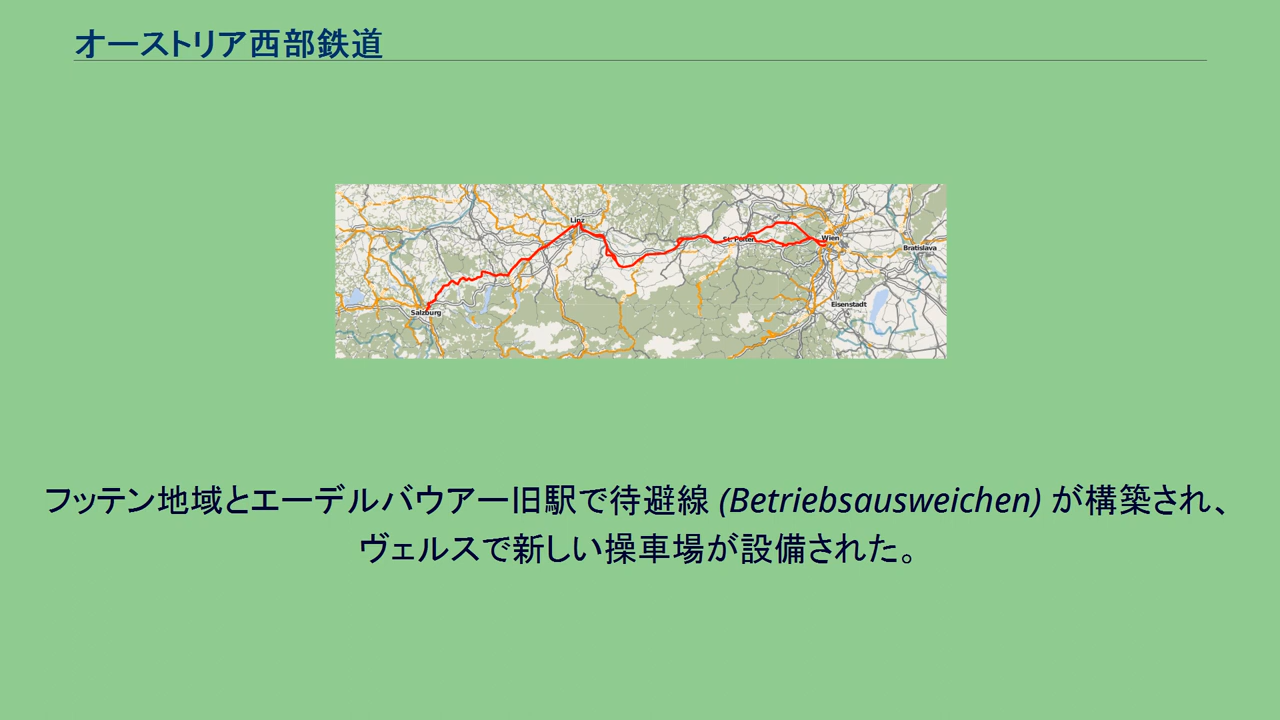 オーストリア西部鉄道
Linz
St. Pölten
Wien
Bratislava
Eisenstadt
Salzburg
フッテン地域とエーデルバウアー旧駅で待避線 (Betriebsausweichen) が構築され、
ヴェルスで新しい操車場が設備された。